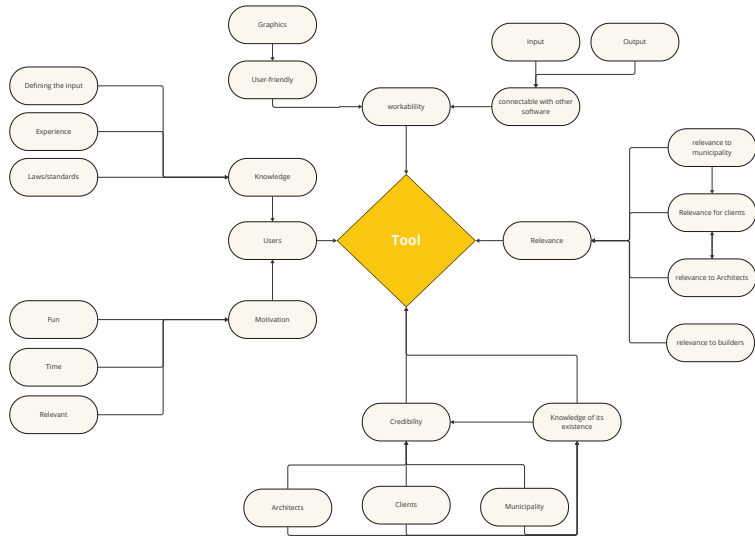 Graphics
Input
Output
User-friendly
Defining the input
workablility
connectable with other
software
Experience
relevance to
municipality
Laws/standards
Knowledge
Relevance for clients
Users
Tool
Relevance
relevance to Architects
Fun
Motivation
relevance to builders
Time
Relevant
Credibility
Knowledge of its
existence
Architects
Clients
Municipality